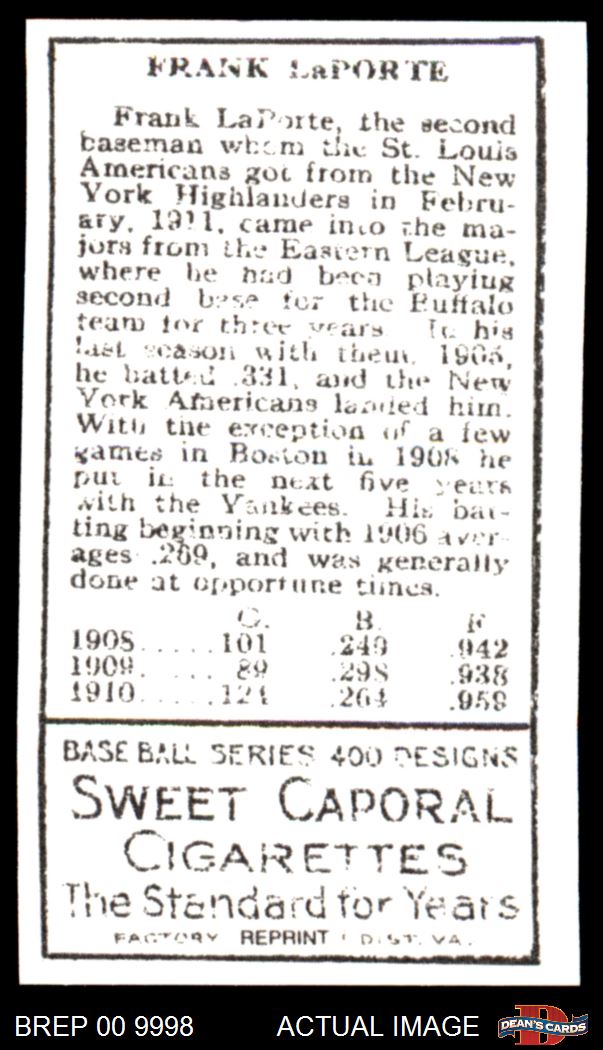 FRANK LaPORTE
Frank LaPorte, the second
baseman whom the St. Louis
Americans got from the New
York Highlanders in Febru-
ary, 1911, came into the ma-
jors from the Eastern League,
where he had been playing
second base for the Buffalo
team for three years. In his
last season with them, 1905,
he batted .331, and the New
York Americans landed him.
With the exception of a few
games in Boston in 1908 he
put in the next five years
with the Yankees. His bat-
ting beginning with 1906 aver-
ages .269, and was generally
done at opportune times.
G. B. F
1908......101 .249 .942
1909...... 89 .298 .938
1910......124 .264 .959
BASE BALL SERIES 400 DESIGNS
SWEET CAPORAL
CIGARETTES
The Standard for Years
FACTORY REPRINT DIST. VA.
BREP 00 9998 ACTUAL IMAGE DEAN'S CARDS